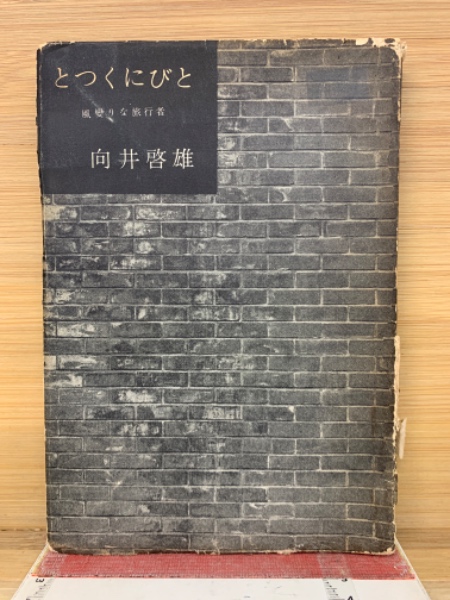 とつくにびと
風變りな旅行者
向井啓雄